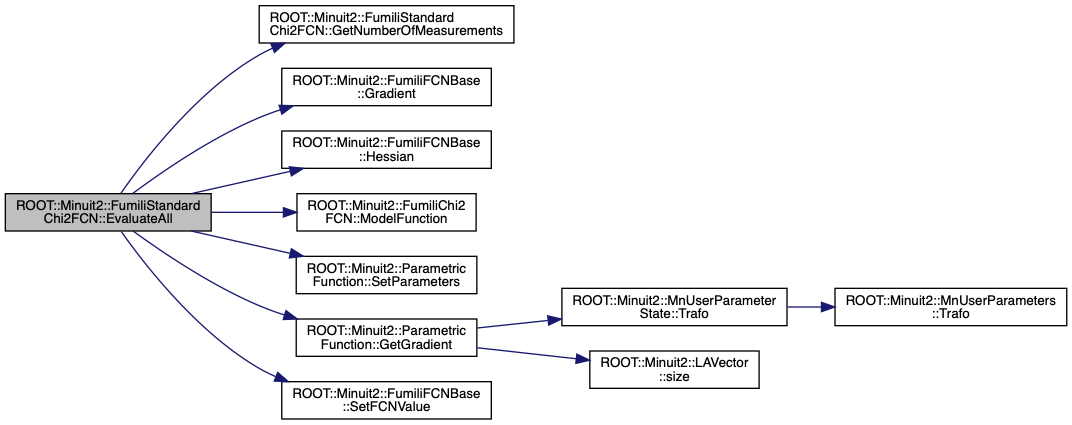 ROOT::Minuit2::FumiliStandard
Chi2FCN::EvaluateAll
ROOT::Minuit2::FumiliStandard
Chi2FCN::GetNumberOfMeasurements
ROOT::Minuit2::FumiliFCNBase
::Gradient
ROOT::Minuit2::FumiliFCNBase
::Hessian
ROOT::Minuit2::FumiliChi2
FCN::ModelFunction
ROOT::Minuit2::Parametric
Function::SetParameters
ROOT::Minuit2::Parametric
Function::GetGradient
ROOT::Minuit2::FumiliFCNBase
::SetFCNValue
ROOT::Minuit2::MnUserParameter
State::Trafo
ROOT::Minuit2::LAVector
::size
ROOT::Minuit2::MnUserParameters
::Trafo